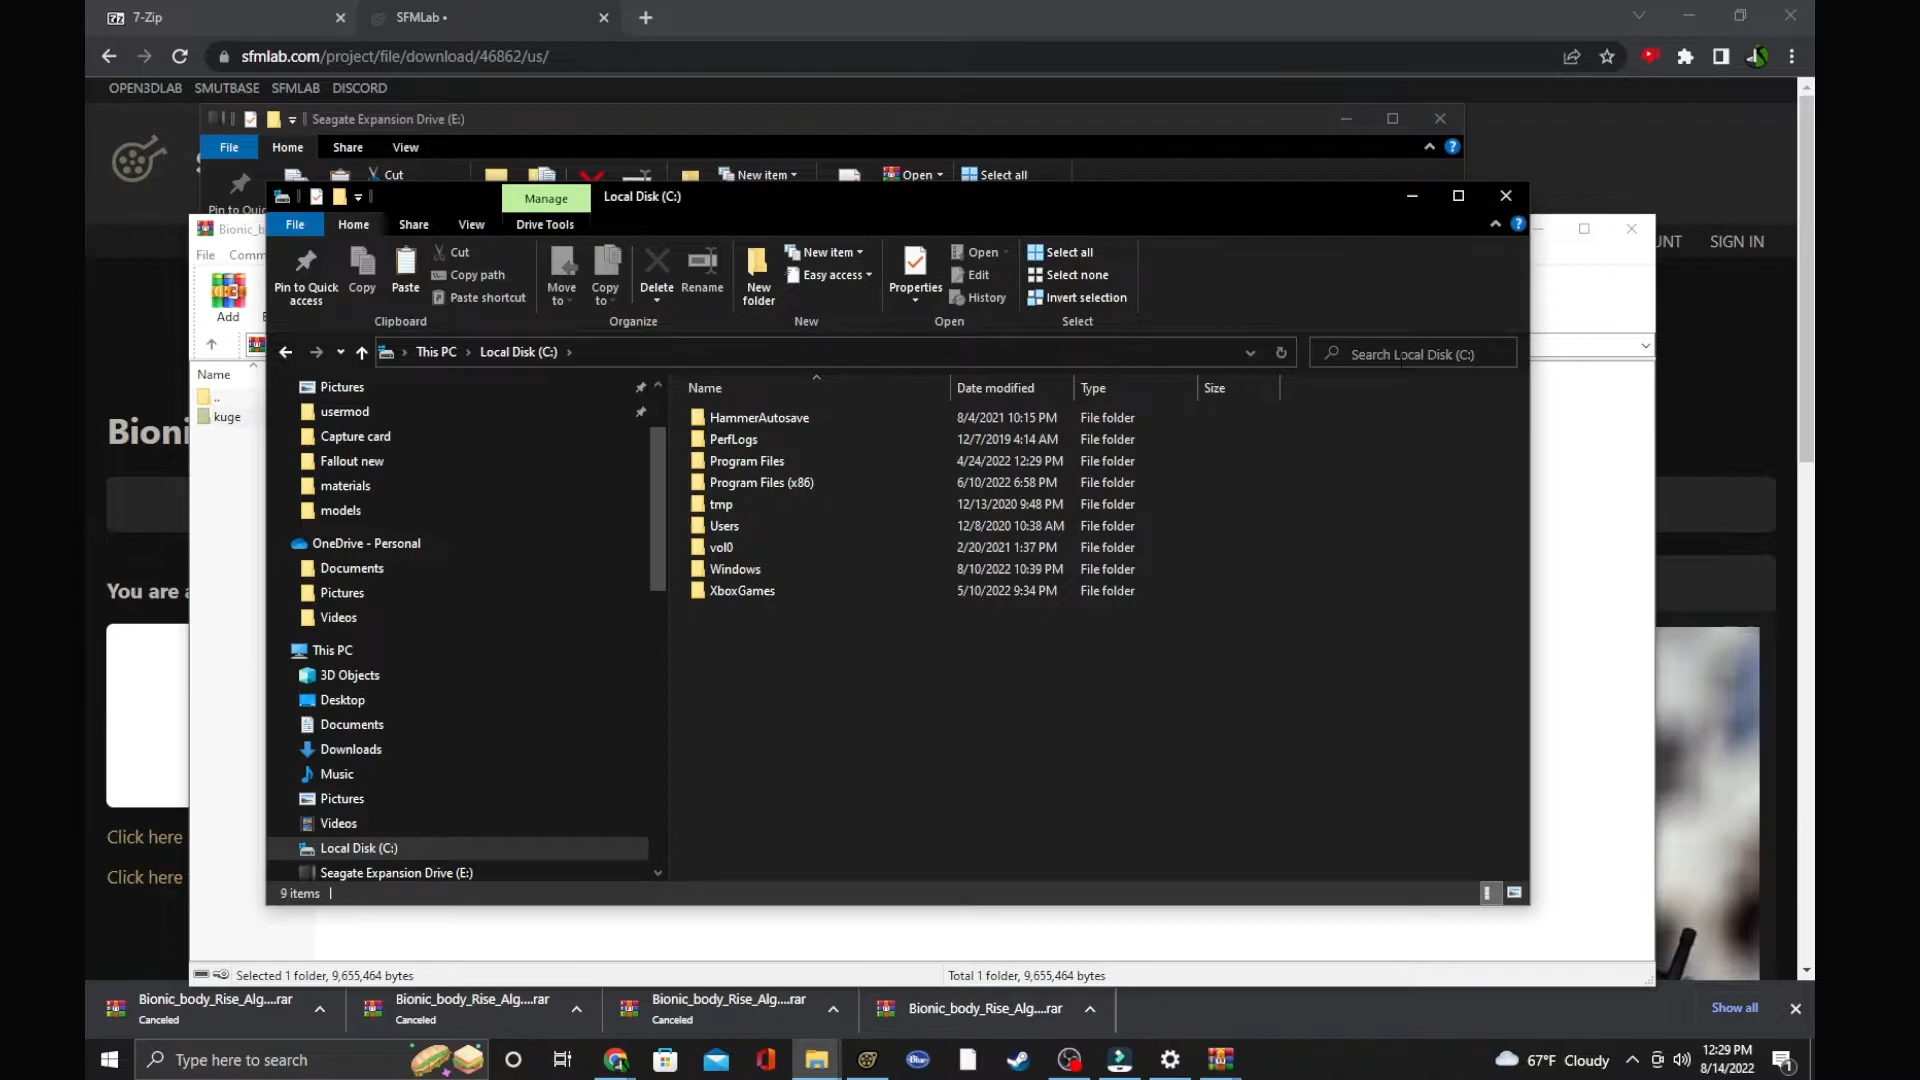 7-Zip
SFMLab •
sfmlab.com/project/file/download/46862/us/
OPEN3DLAB SMUTBASE SFMLAB DISCORD
Seagate Expansion Drive (E:)
File Home Share View
Cut
New item
Open
Select all
Pin to Quic
Manage
Local Disk (C:)
File Home Share View Drive Tools
Bionic_b
File Comm
Add
Name
..
kuge
UNT SIGN IN
Pin to Quick access
Copy
Paste
Cut
Copy path
Paste shortcut
Clipboard
Move to
Copy to
Delete
Rename
Organize
New folder
New item
Easy access
New
Properties
Open
Edit
History
Open
Select all
Select none
Invert selection
Select
This PC > Local Disk (C:) >
Search Local Disk (C:)
Pictures
usermod
Capture card
Fallout new
materials
models
OneDrive - Personal
Documents
Pictures
Videos
This PC
3D Objects
Desktop
Documents
Downloads
Music
Pictures
Videos
Local Disk (C:)
Seagate Expansion Drive (E:)
Name Date modified Type Size
HammerAutosave 8/4/2021 10:15 PM File folder
PerfLogs 12/7/2019 4:14 AM File folder
Program Files 4/24/2022 12:29 PM File folder
Program Files (x86) 6/10/2022 6:58 PM File folder
tmp 12/13/2020 9:48 PM File folder
Users 12/8/2020 10:38 AM File folder
vol0 2/20/2021 1:37 PM File folder
Windows 8/10/2022 10:39 PM File folder
XboxGames 5/10/2022 9:34 PM File folder
9 items
Bioni
You are a
Click here
Click here
Selected 1 folder, 9,655,464 bytes
Total 1 folder, 9,655,464 bytes
Bionic_body_Rise_Alg....rar
Canceled
Bionic_body_Rise_Alg....rar
Canceled
Bionic_body_Rise_Alg....rar
Canceled
Bionic_body_Rise_Alg....rar
Show all
Type here to search
Blue
67°F Cloudy
12:29 PM
8/14/2022
1